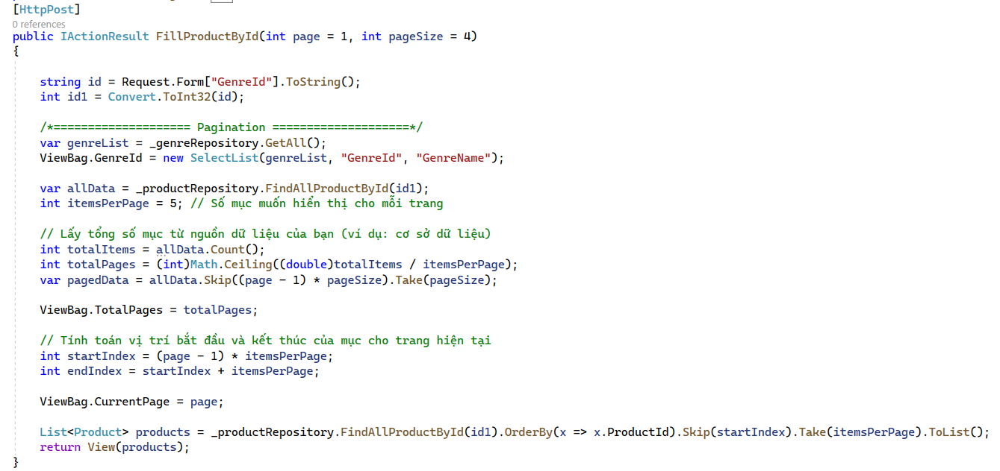 [HttpPost]
0 references
public IActionResult FillProductById(int page = 1, int pageSize = 4)
{
string id = Request.Form["GenreId"].ToString();
int id1 = Convert.ToInt32(id);
/*==================== Pagination ====================*/
var genreList = _genreRepository.GetAll();
ViewBag.GenreId = new SelectList(genreList, "GenreId", "GenreName");
var allData = _productRepository.FindAllProductById(id1);
int itemsPerPage = 5; // Số mục muốn hiển thị cho mỗi trang
// Lấy tổng số mục từ nguồn dữ liệu của bạn (ví dụ: cơ sở dữ liệu)
int totalItems = allData.Count();
int totalPages = (int)Math.Ceiling((double)totalItems / itemsPerPage);
var pagedData = allData.Skip((page - 1) * pageSize).Take(pageSize);
ViewBag.TotalPages = totalPages;
// Tính toán vị trí bắt đầu và kết thúc của mục cho trang hiện tại
int startIndex = (page - 1) * itemsPerPage;
int endIndex = startIndex + itemsPerPage;
ViewBag.CurrentPage = page;
List<Product> products = _productRepository.FindAllProductById(id1).OrderBy(x => x.ProductId).Skip(startIndex).Take(itemsPerPage).ToList();
return View(products);
}